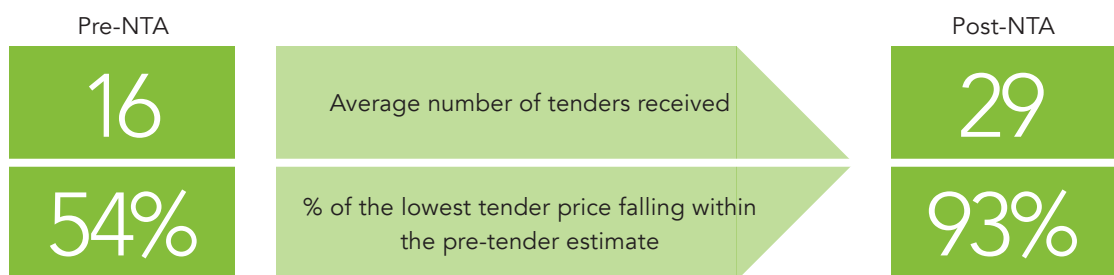 Pre-NTA
Post-NTA
16
Average number of tenders received
29
54%
% of the lowest tender price falling within
the pre-tender estimate
93%